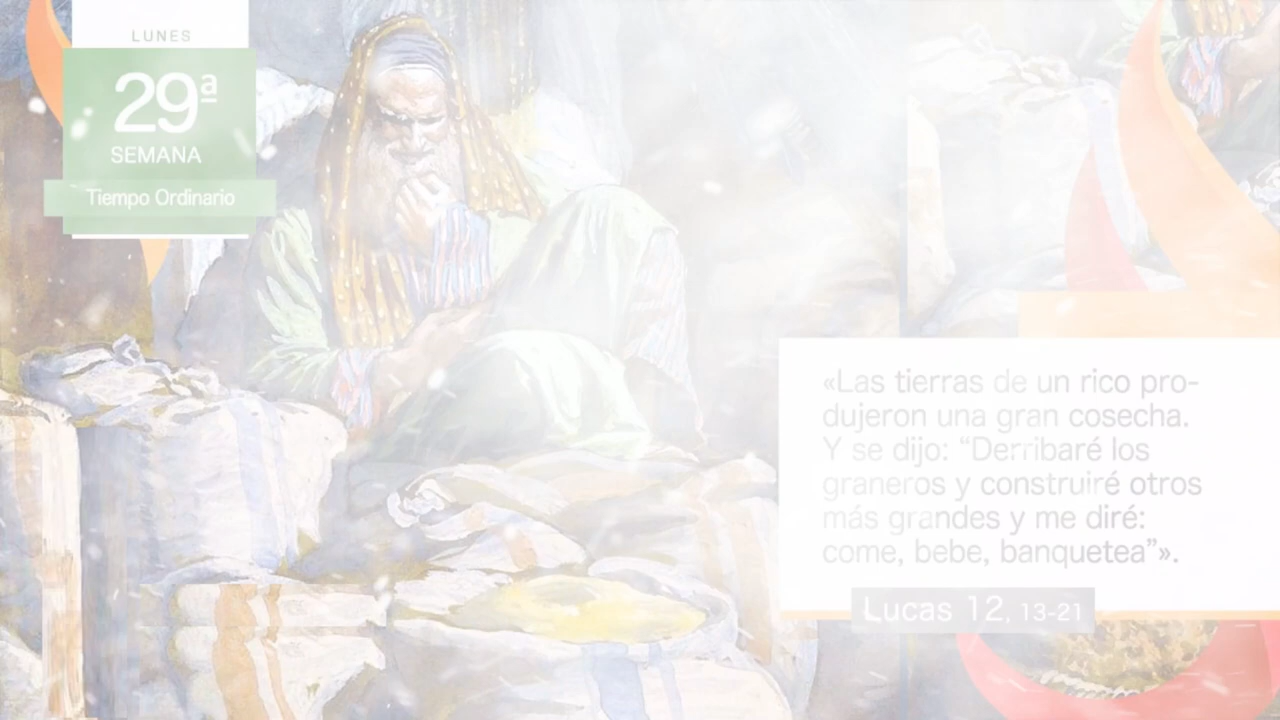 LUNES
29ª
SEMANA
Tiempo Ordinario
«Las tierras de un rico pro-
dujeron una gran cosecha.
Y se dijo: “Derribaré los
graneros y construiré otros
más grandes y me diré:
come, bebe, banquetea”».
Lucas 12, 13-21